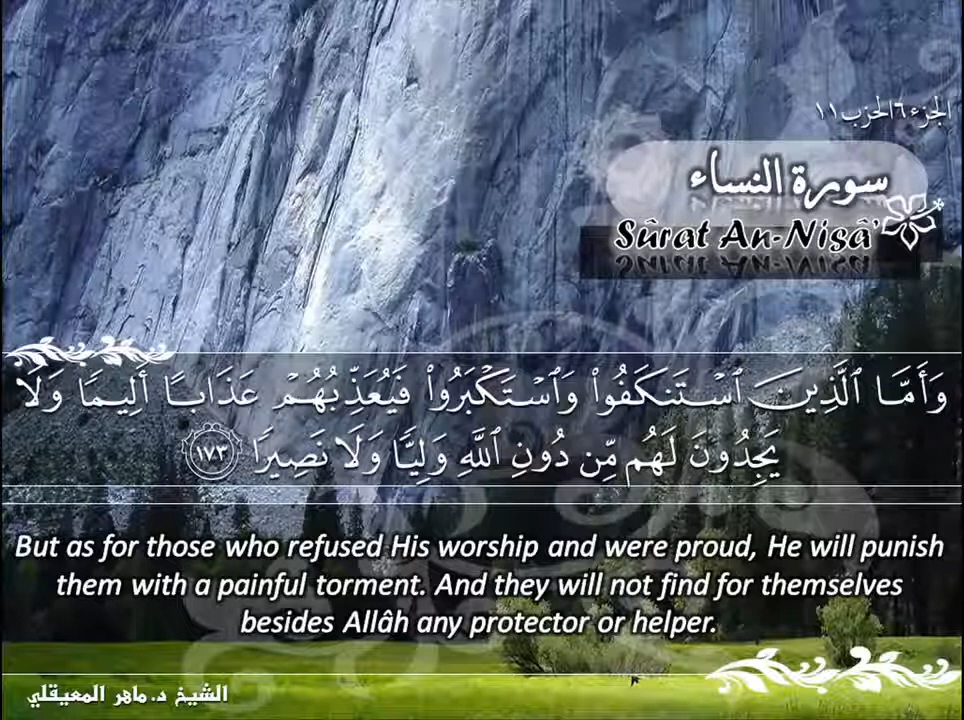 الجزء ٦ الحزب ١١
سورة النساء
Sûrat An-Nisâ'
وَأَمَّا ٱلَّذِينَ ٱسْتَنكَفُوا۟ وَٱسْتَكْبَرُوا۟ فَيُعَذِّبُهُمْ عَذَابًا أَلِيمًا وَلَا
يَجِدُونَ لَهُم مِّن دُونِ ٱللَّهِ وَلِيًّا وَلَا نَصِيرًا ١٧٣
But as for those who refused His worship and were proud, He will punish
them with a painful torment. And they will not find for themselves
besides Allâh any protector or helper.
الشيخ د. ماهر المعيقلي